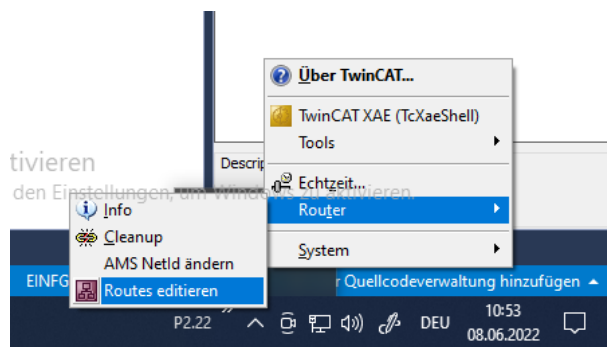 Über TwinCAT...
TwinCAT XAE (TcXaeShell)
Tools
tivieren
Descrip
Echtzeit...
den Einstellungen, um Windows zu aktivieren.
Info
Router
Cleanup
System
AMS NetId ändern
EINFG
r Quellcodeverwaltung hinzufügen
Routes editieren
P2.22
DEU
10:53
08.06.2022